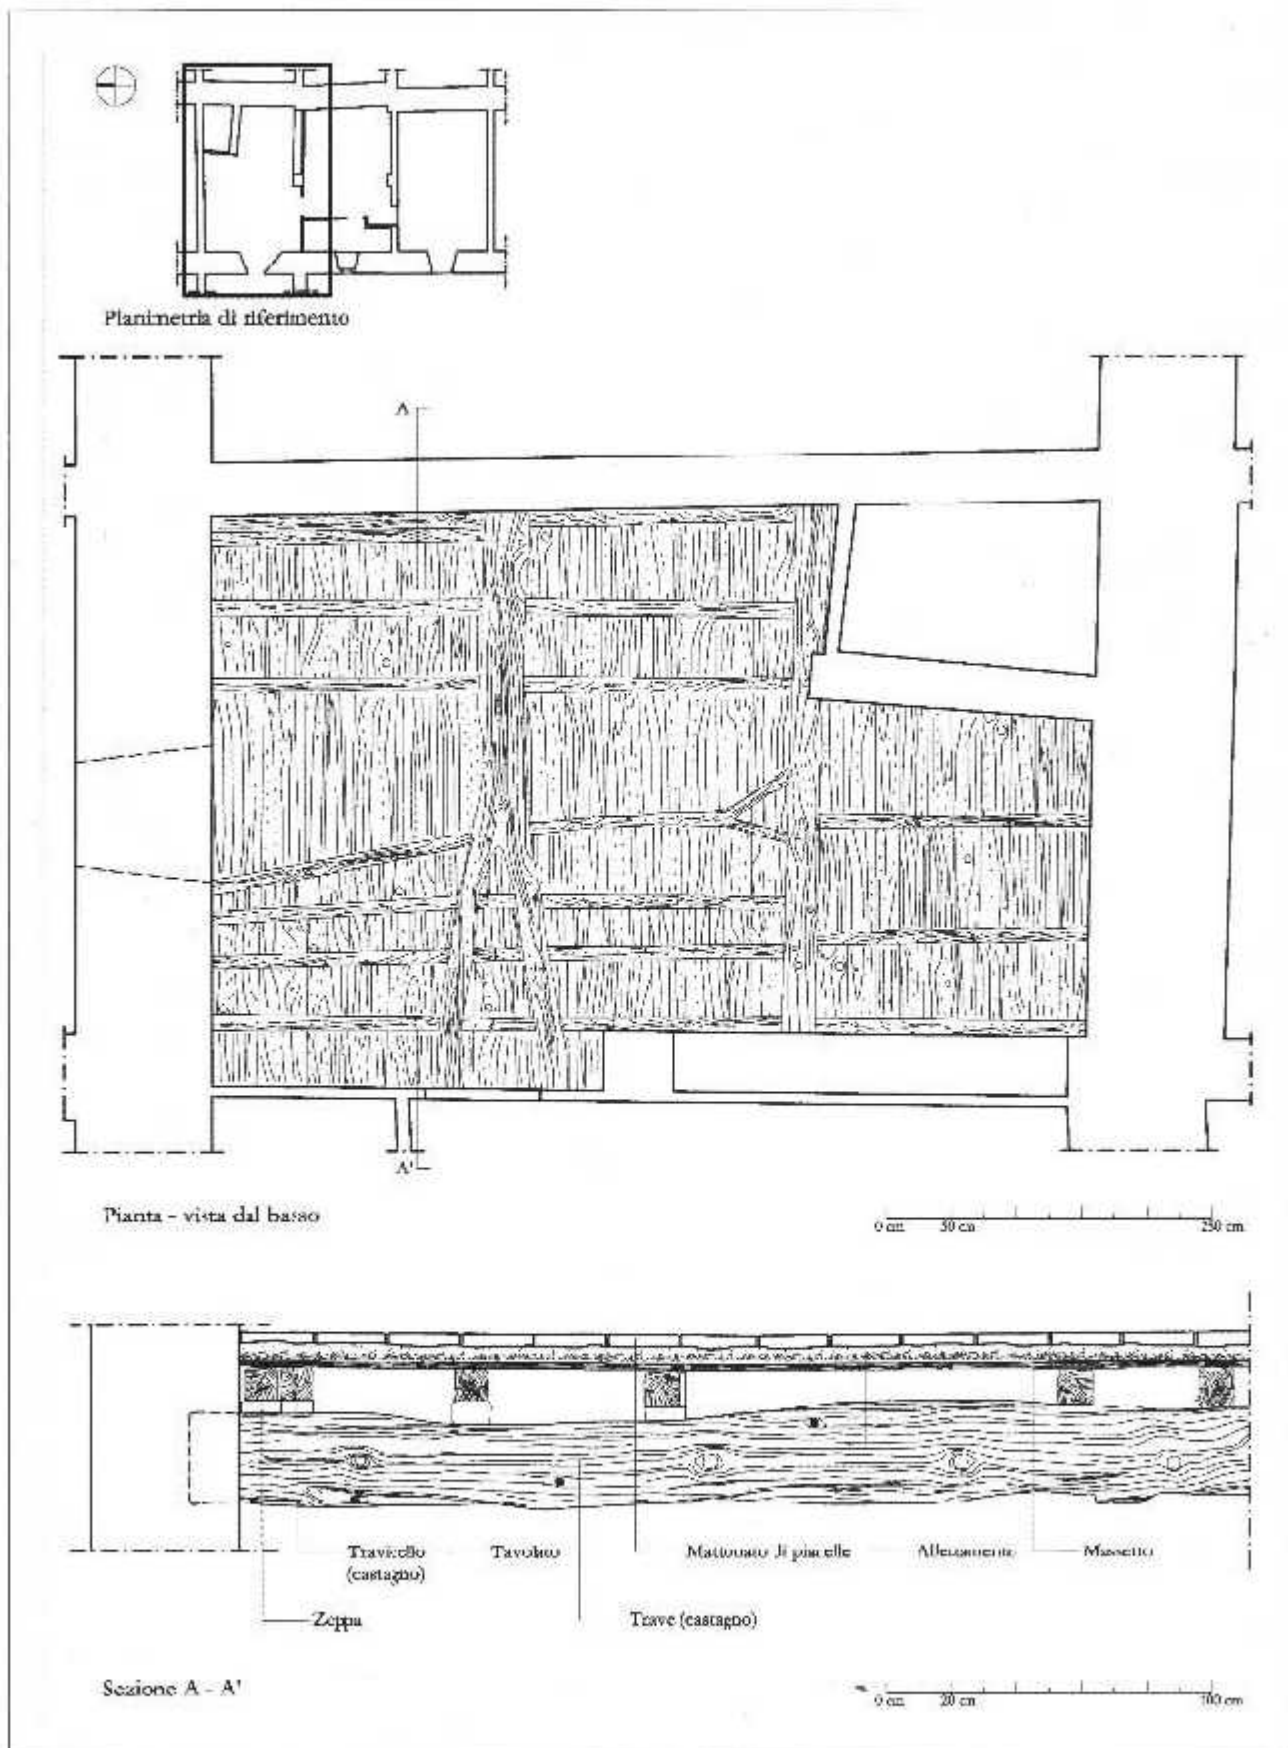 Planimetria di riferimento
A
A'
Pianta - vista dal basso
0 cm 50 cm 250 cm
Travicello Tavolato Mattonato di pianelle Allettamento Massetto
(castagno)
Zeppa Trave (castagno)
Sezione A - A'
0 cm 20 cm 100 cm